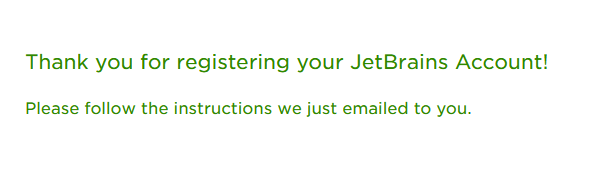 Thank you for registering your JetBrains Account!
Please follow the instructions we just emailed to you.